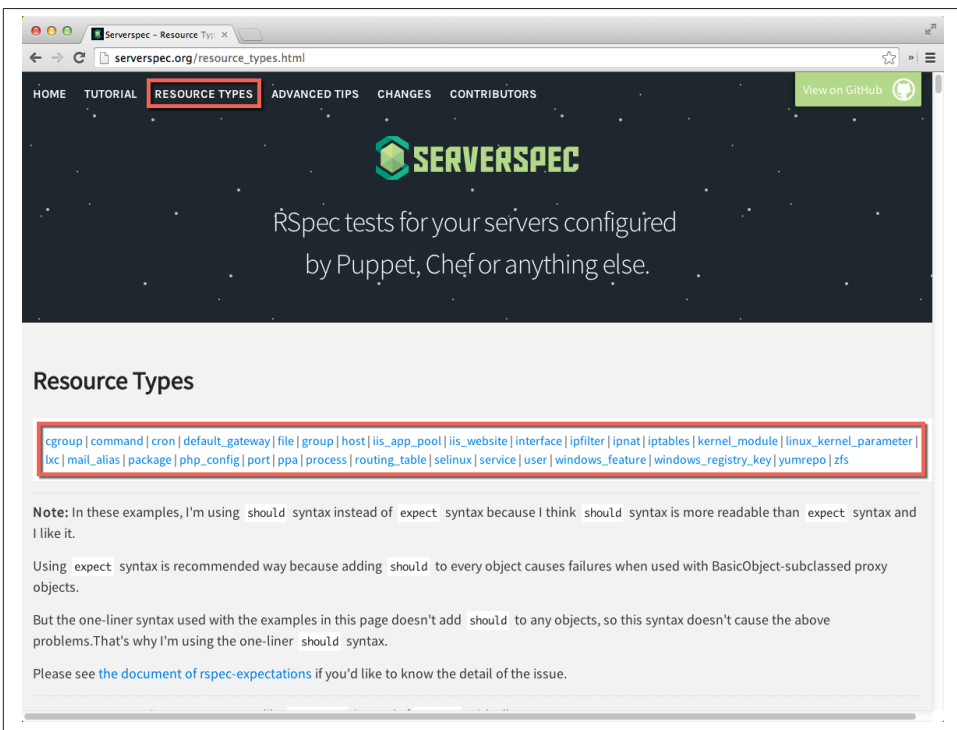 Serverspec – Resource Typ ×
serverspec.org/resource_types.html
HOME TUTORIAL RESOURCE TYPES ADVANCED TIPS CHANGES CONTRIBUTORS
View on GitHub
SERVERSPEC
RSpec tests for your servers configured
by Puppet, Chef or anything else.
Resource Types
cgroup | command | cron | default_gateway | file | group | host | iis_app_pool | iis_website | interface | ipfilter | ipnat | iptables | kernel_module | linux_kernel_parameter |
lxc | mail_alias | package | php_config | port | ppa | process | routing_table | selinux | service | user | windows_feature | windows_registry_key | yumrepo | zfs
Note: In these examples, I'm using should syntax instead of expect syntax because I think should syntax is more readable than expect syntax and
I like it.
Using expect syntax is recommended way because adding should to every object causes failures when used with BasicObject-subclassed proxy
objects.
But the one-liner syntax used with the examples in this page doesn't add should to any objects, so this syntax doesn't cause the above
problems.That's why I'm using the one-liner should syntax.
Please see the document of rspec-expectations if you'd like to know the detail of the issue.